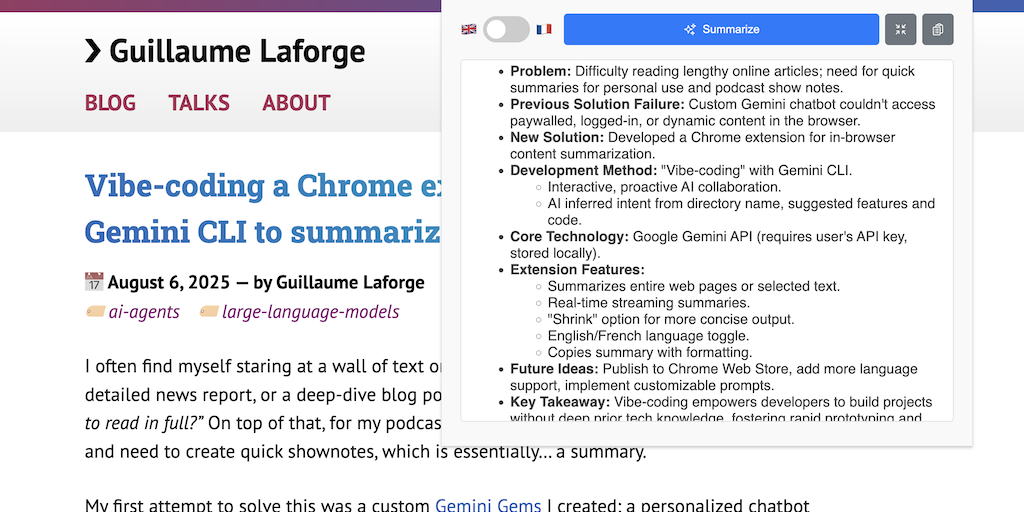 ❯ Guillaume Laforge
BLOG TALKS ABOUT
Vibe-coding a Chrome
Gemini CLI to summariz
August 6, 2025 — by Guillaume Laforge
ai-agents large-language-models
I often find myself staring at a wall of text
detailed news report, or a deep-dive blog
to read in full?” On top of that, for my podcas
and need to create quick shownotes, which is essentially... a summary.
My first attempt to solve this was a custom Gemini Gems I created: a personalized chatbot
Summarize
• Problem: Difficulty reading lengthy online articles; need for quick
summaries for personal use and podcast show notes.
• Previous Solution Failure: Custom Gemini chatbot couldn't access
paywalled, logged-in, or dynamic content in the browser.
• New Solution: Developed a Chrome extension for in-browser
content summarization.
• Development Method: "Vibe-coding" with Gemini CLI.
◦ Interactive, proactive AI collaboration.
◦ AI inferred intent from directory name, suggested features and
code.
• Core Technology: Google Gemini API (requires user's API key,
stored locally).
• Extension Features:
◦ Summarizes entire web pages or selected text.
◦ Real-time streaming summaries.
◦ "Shrink" option for more concise output.
◦ English/French language toggle.
◦ Copies summary with formatting.
• Future Ideas: Publish to Chrome Web Store, add more language
support, implement customizable prompts.
• Key Takeaway: Vibe-coding empowers developers to build projects
without deep prior tech knowledge, fostering rapid prototyping and